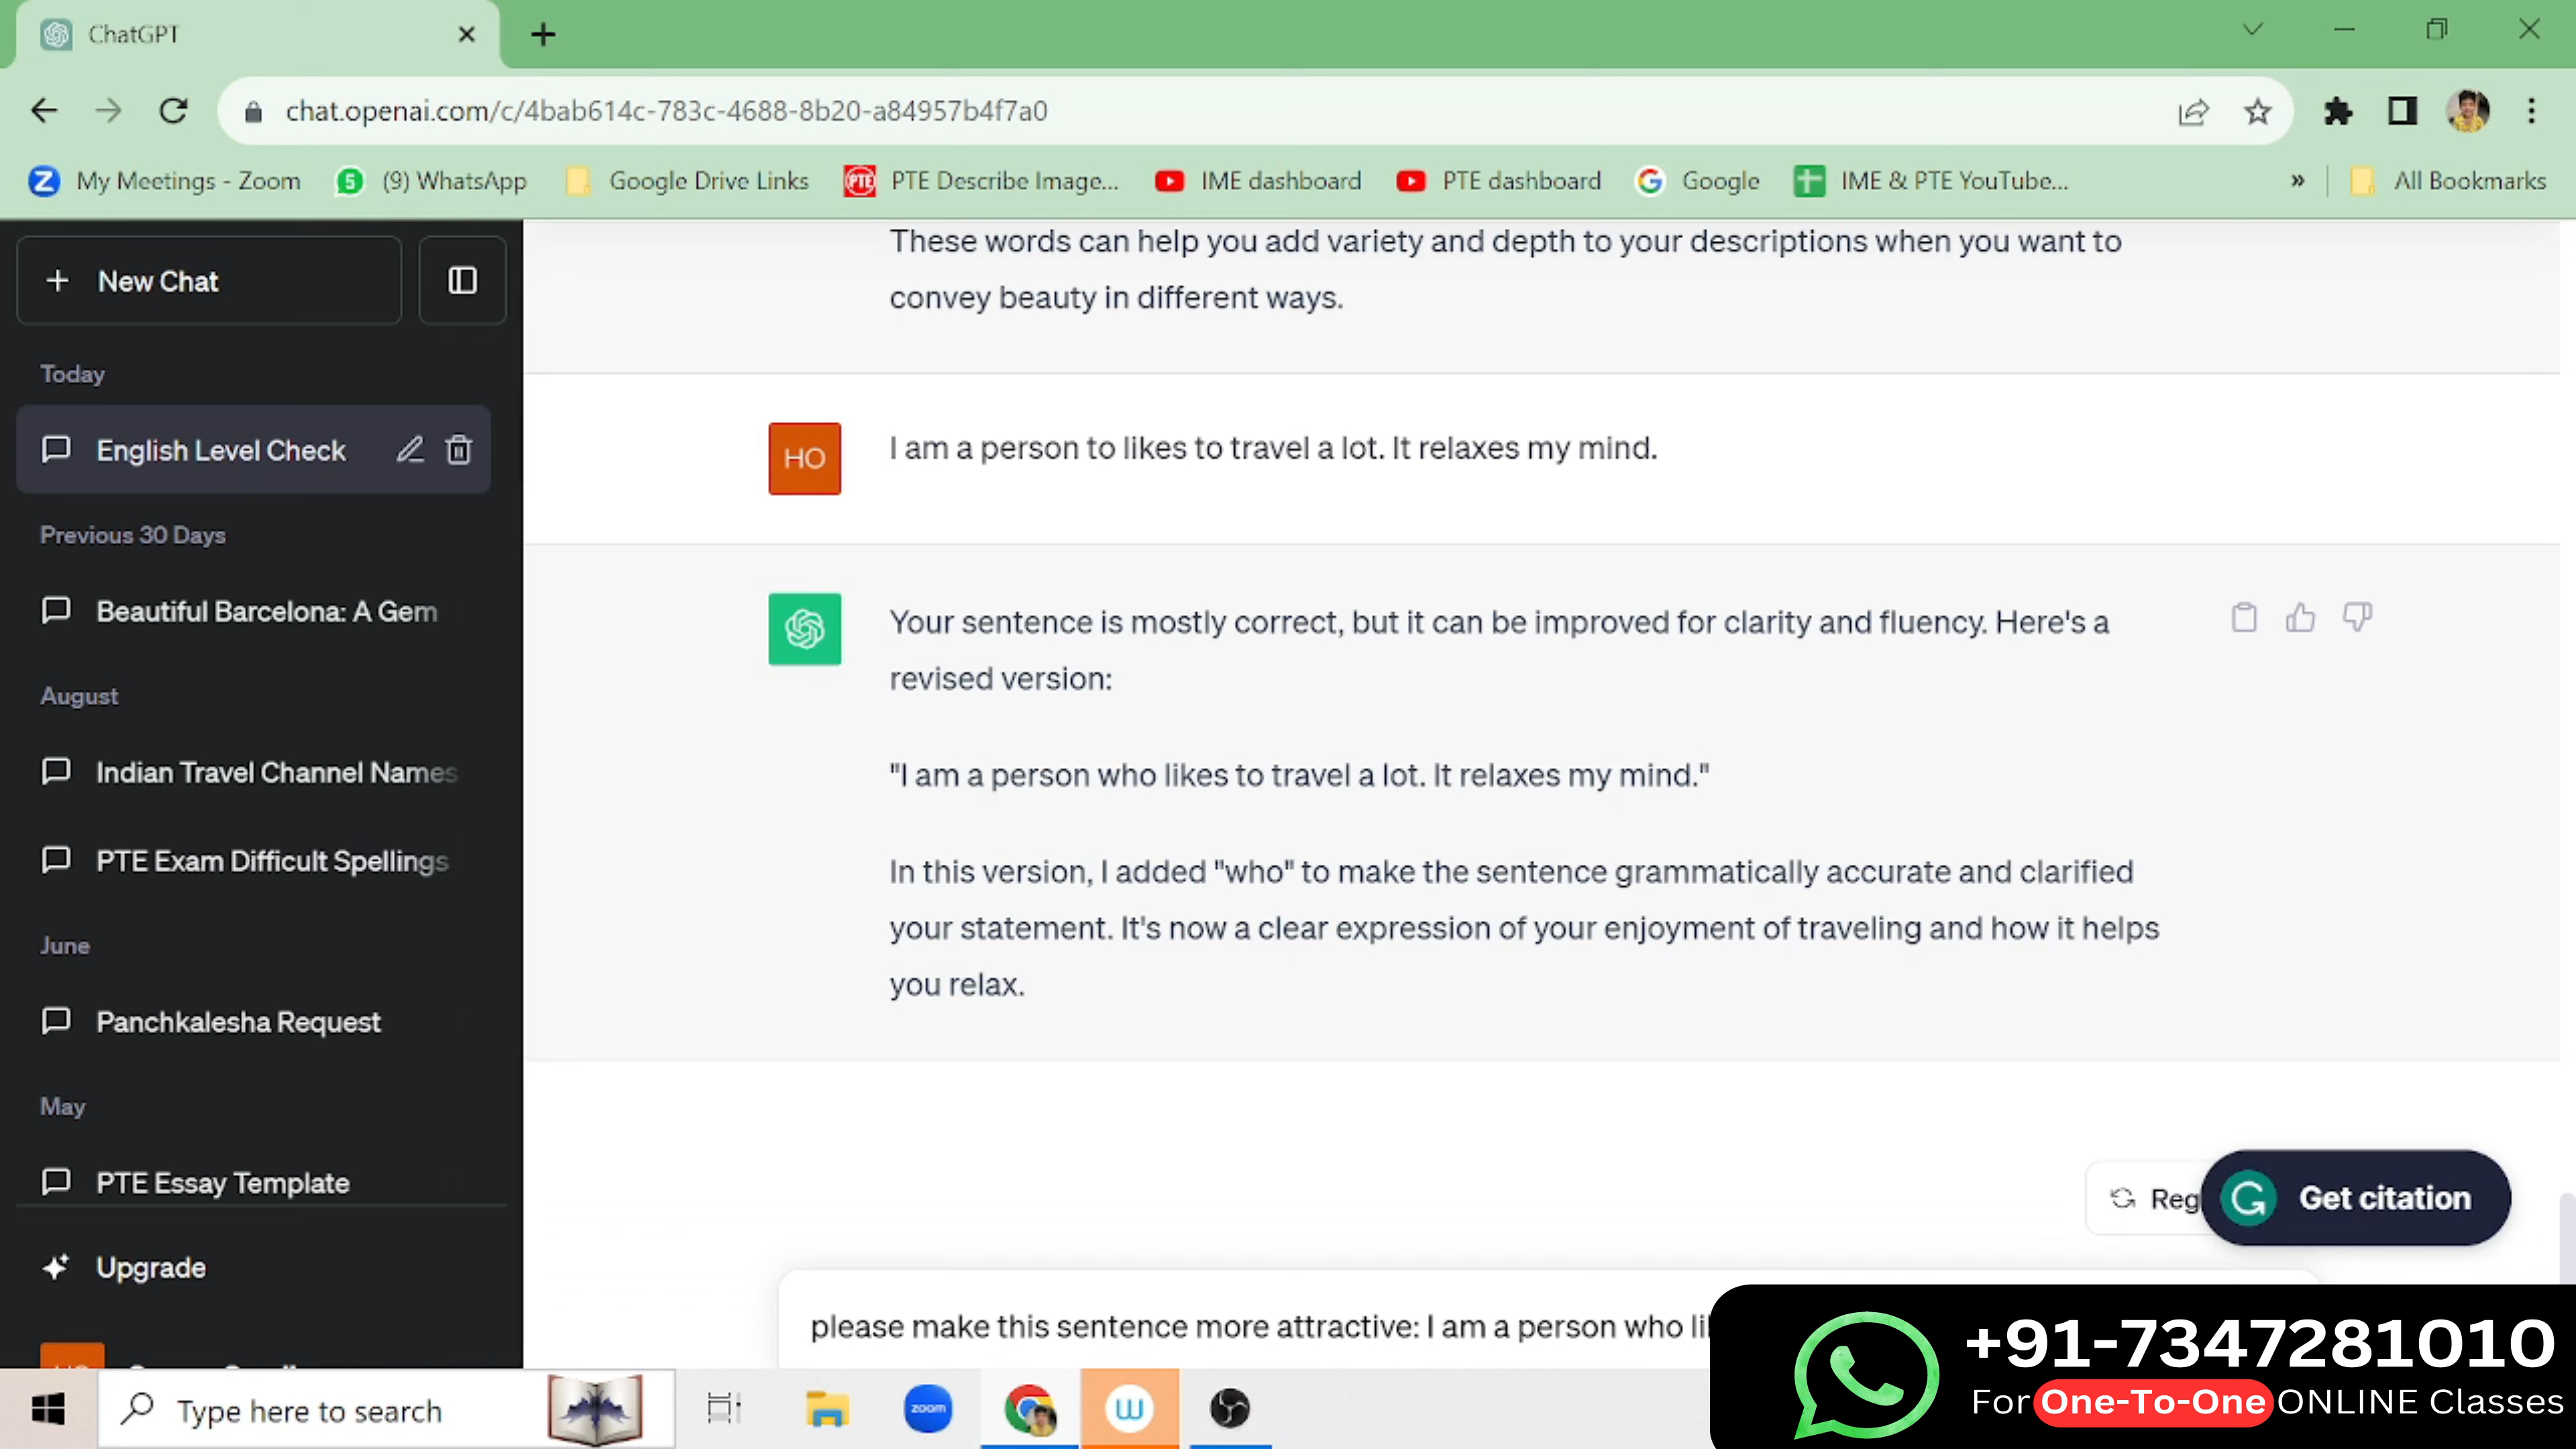 ChatGPT
chat.openai.com/c/4bab614c-783c-4688-8b20-a84957b4f7a0
My Meetings - Zoom
(9) WhatsApp
Google Drive Links
PTE
PTE Describe Image...
IME dashboard
PTE dashboard
Google
IME & PTE YouTube...
»
All Bookmarks
New Chat
Today
English Level Check
Previous 30 Days
Beautiful Barcelona: A Gem
August
Indian Travel Channel Names
PTE Exam Difficult Spellings
June
Panchkalesha Request
May
PTE Essay Template
Upgrade
These words can help you add variety and depth to your descriptions when you want to
convey beauty in different ways.
HO
I am a person to likes to travel a lot. It relaxes my mind.
Your sentence is mostly correct, but it can be improved for clarity and fluency. Here's a
revised version:
"I am a person who likes to travel a lot. It relaxes my mind."
In this version, I added "who" to make the sentence grammatically accurate and clarified
your statement. It's now a clear expression of your enjoyment of traveling and how it helps
you relax.
Reg
Get citation
please make this sentence more attractive: I am a person who li
+91-7347281010
For One-To-One ONLINE Classes
Type here to search
zoom